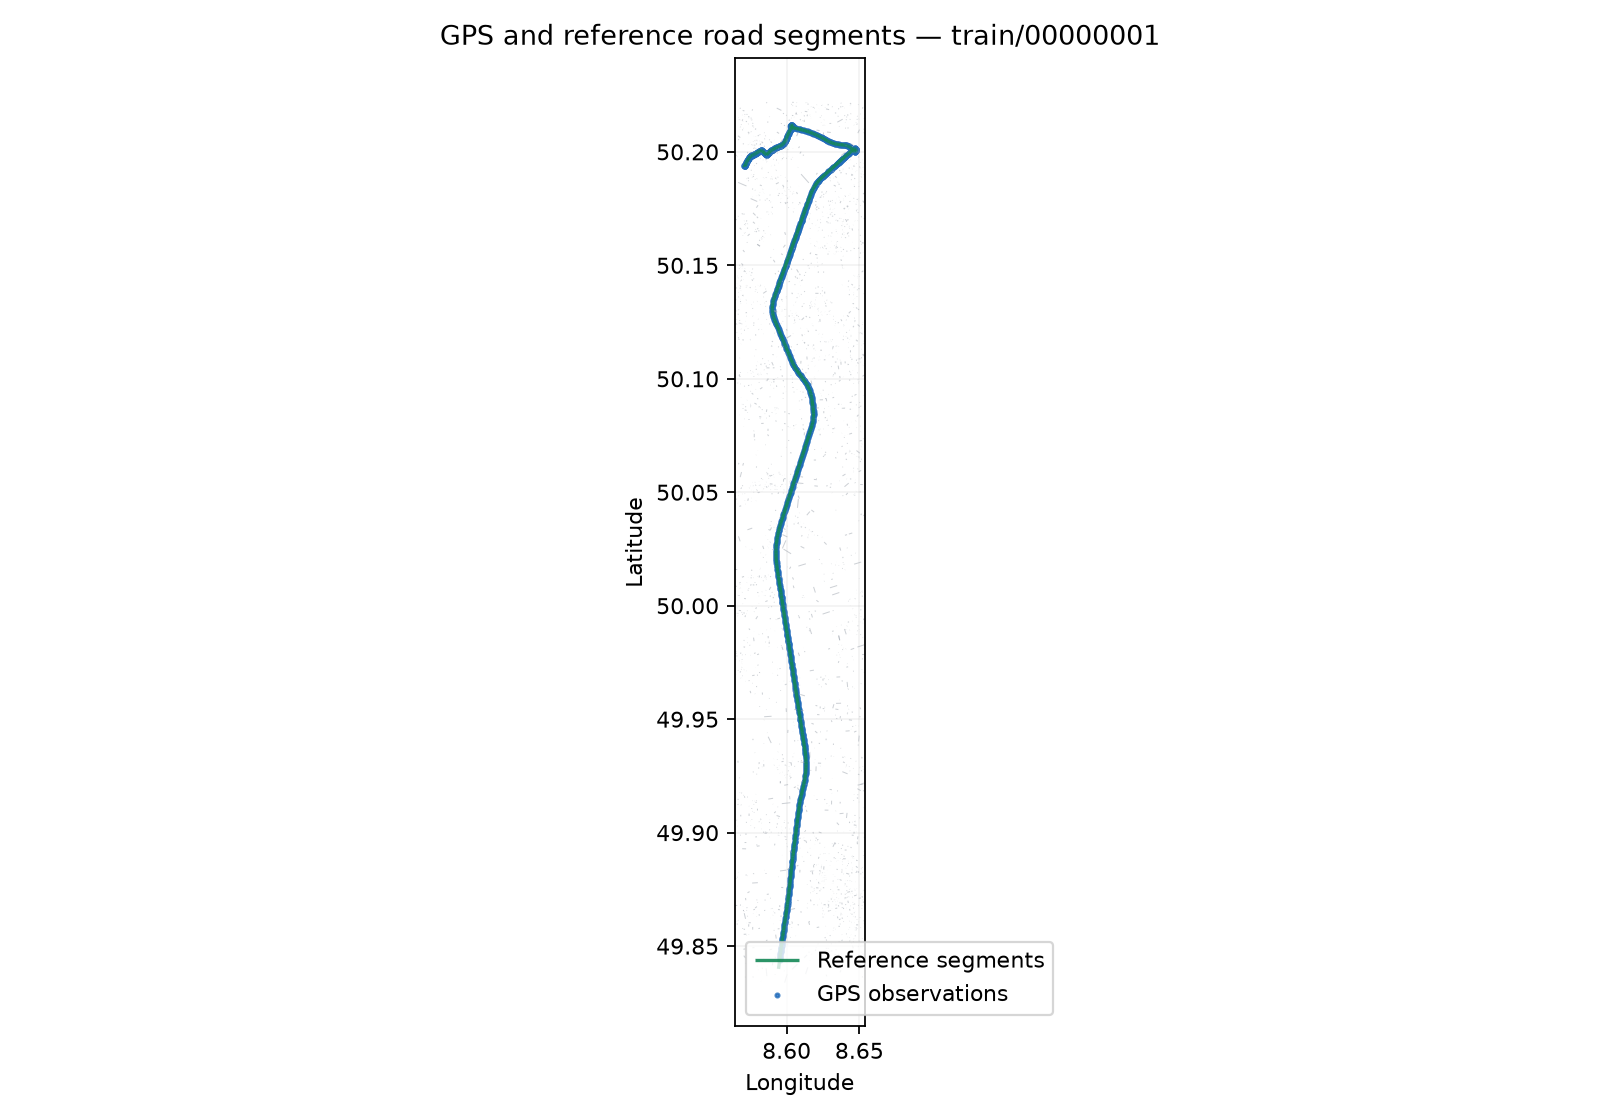 GPS and reference road segments — train/00000001
50.20
50.15
50.10
50.05
50.00
49.95
49.90
49.85
Latitude
Reference segments
GPS observations
8.60 8.65
Longitude